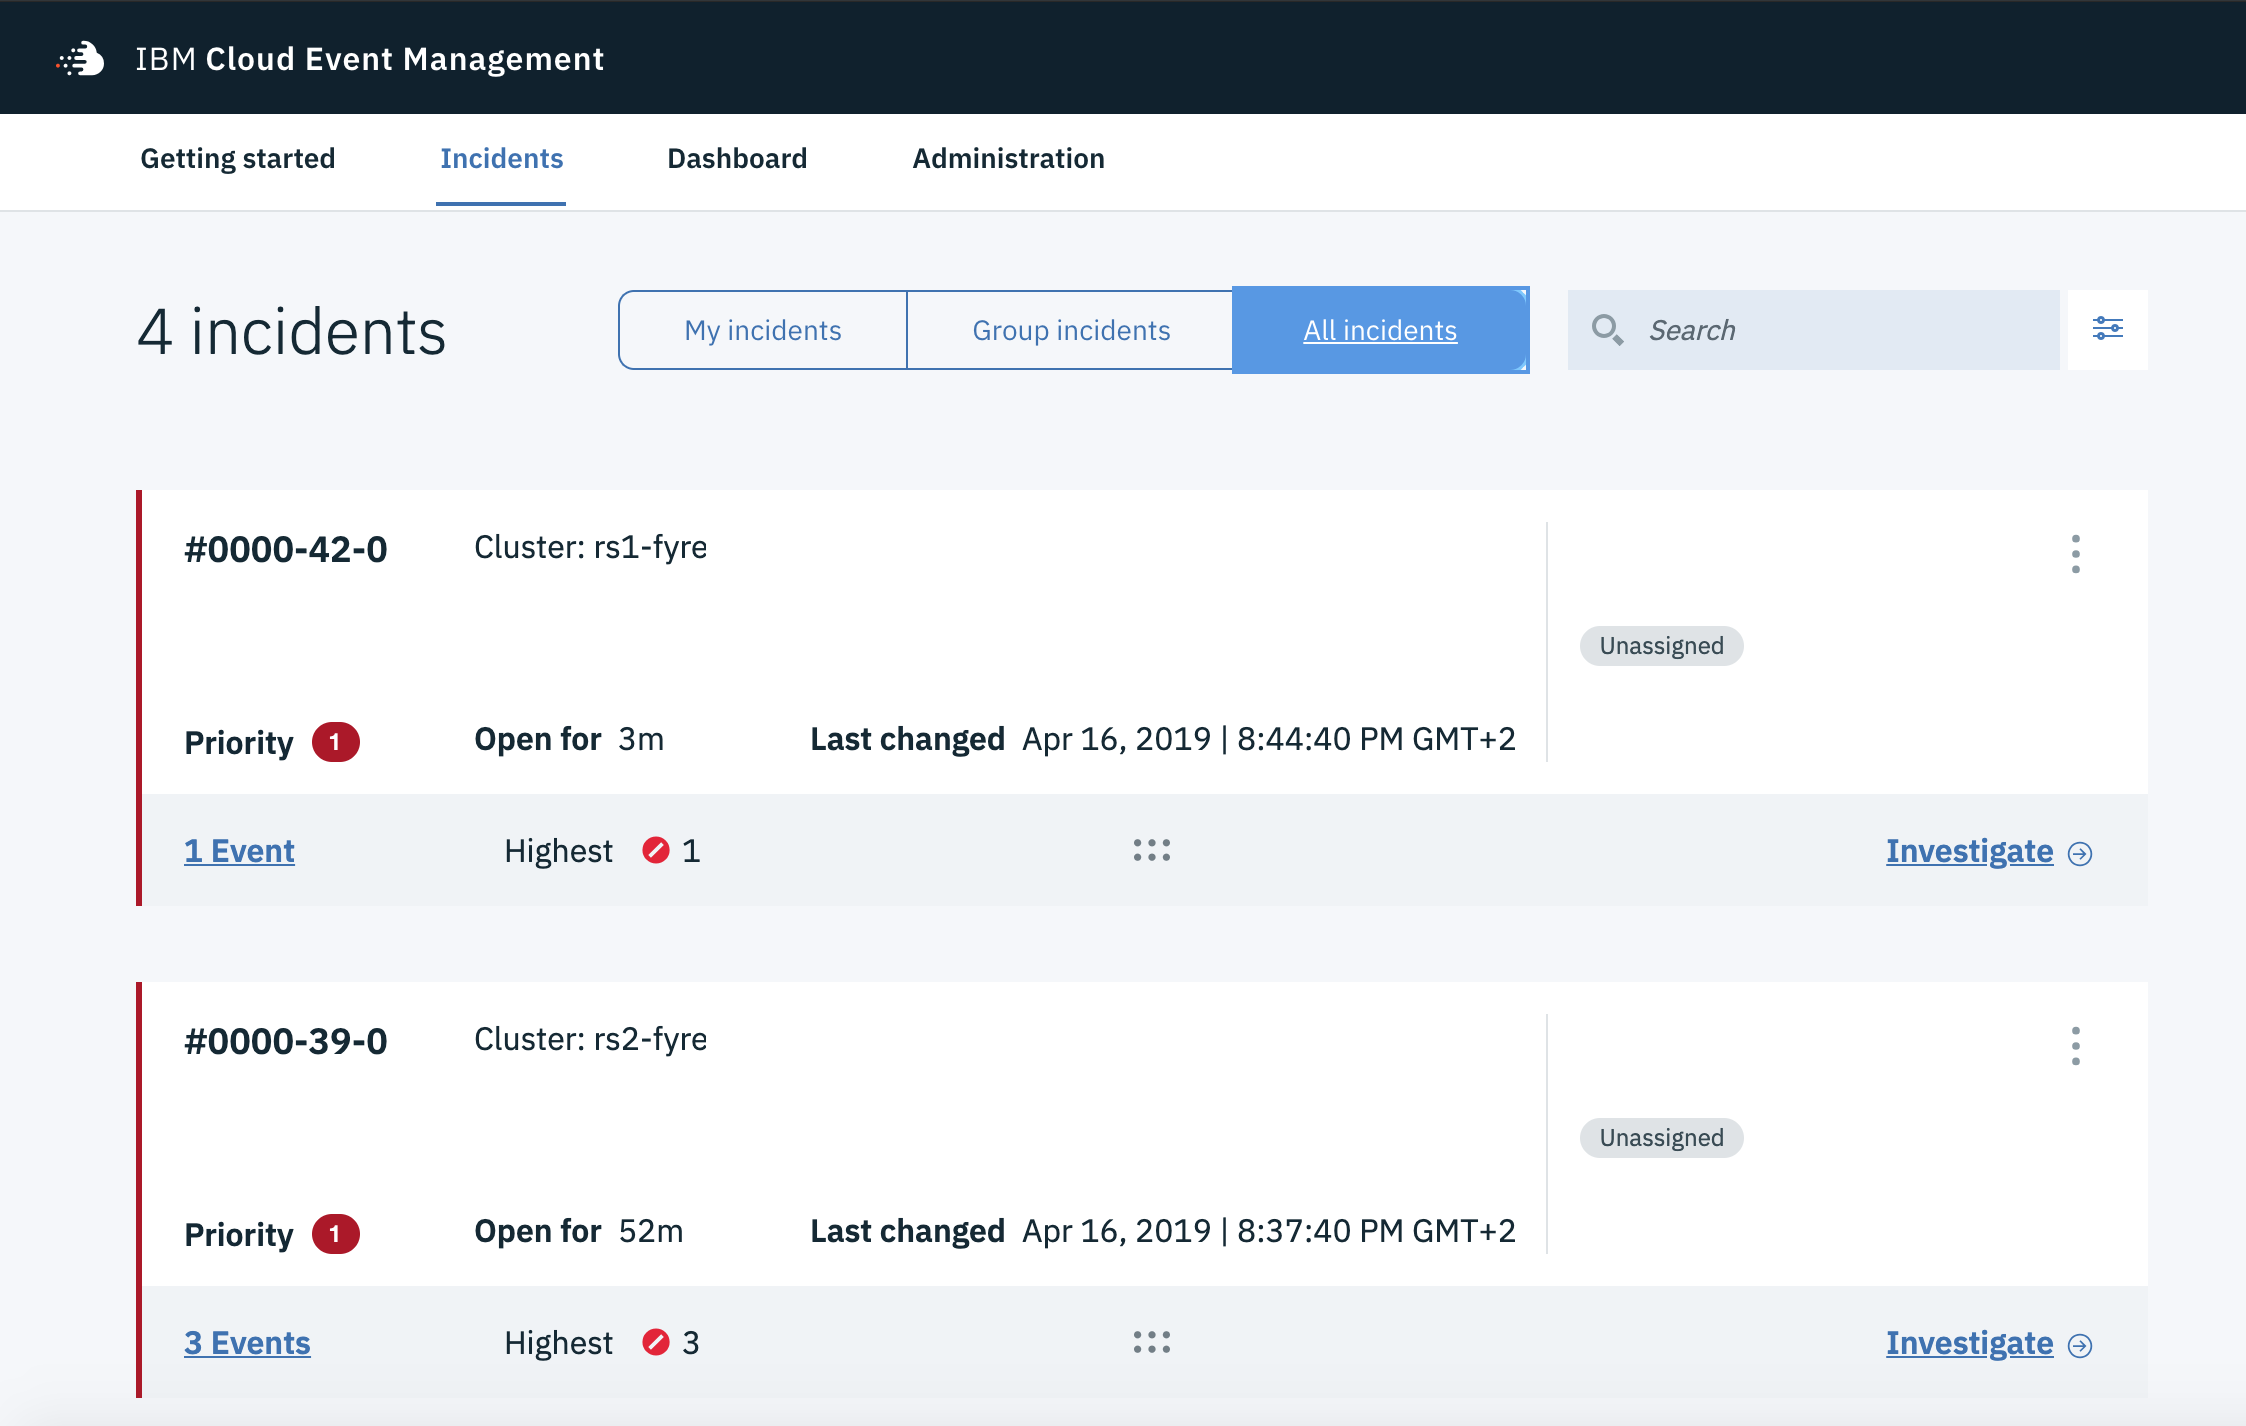 IBM Cloud Event Management
Getting started Incidents Dashboard Administration
4 incidents My incidents Group incidents All incidents Search
#0000-42-0 Cluster: rs1-fyre
Unassigned
Priority 1 Open for 3m Last changed Apr 16, 2019 | 8:44:40 PM GMT+2
1 Event Highest 1 Investigate
#0000-39-0 Cluster: rs2-fyre
Unassigned
Priority 1 Open for 52m Last changed Apr 16, 2019 | 8:37:40 PM GMT+2
3 Events Highest 3 Investigate